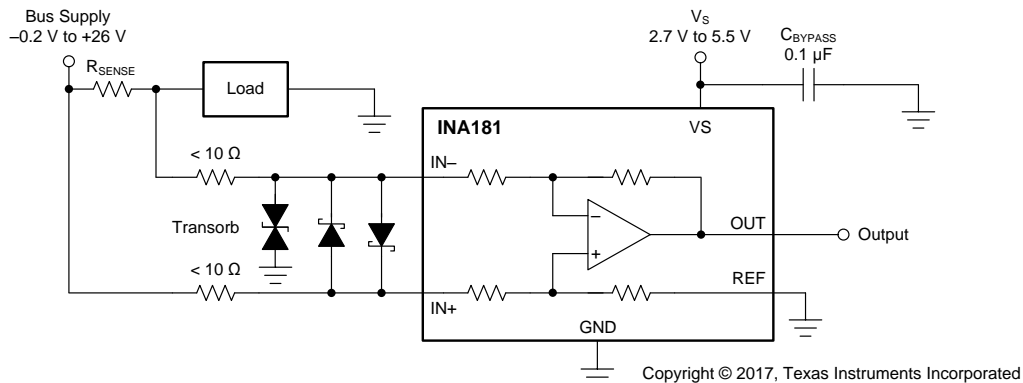 Bus Supply
–0.2 V to +26 V
RSENSE
Load
VS
2.7 V to 5.5 V
CBYPASS
0.1 µF
INA181
VS
< 10 Ω
IN–
Transorb
–
+
OUT
Output
< 10 Ω
IN+
REF
GND
Copyright © 2017, Texas Instruments Incorporated